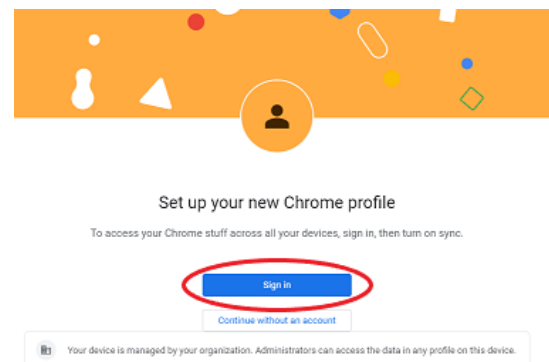 Set up your new Chrome profile
To access your Chrome stuff across all your devices, sign in, then turn on sync.
Sign in
Continue without an account
Your device is managed by your organization. Administrators can access the data in any profile on this device.